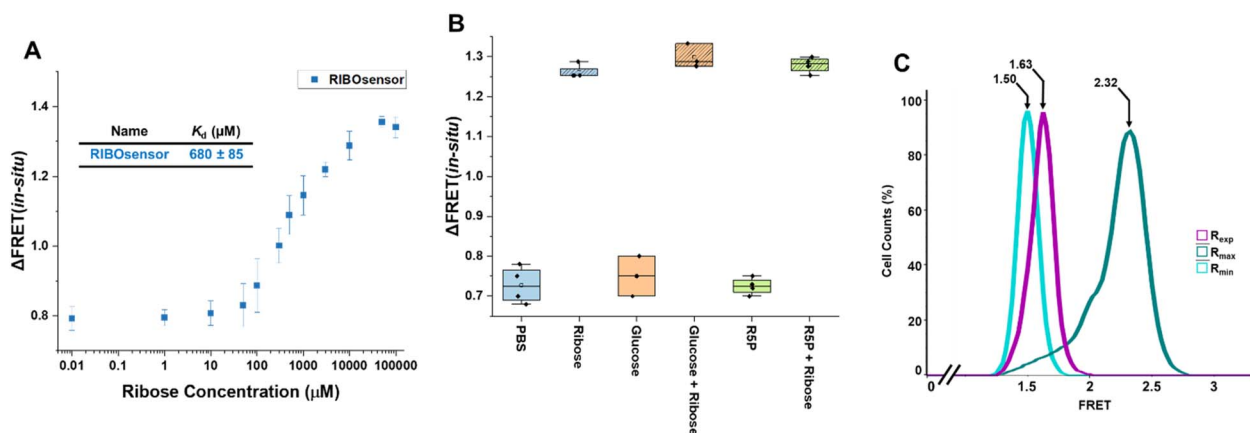 A
ΔFRET(in-situ)
1.4
1.2
1.0
0.8
RIBOsensor
Name Kd (μM)
RIBOsensor 680 ± 85
0.01 1 10 100 1000 10000 100000
Ribose Concentration (μM)
B
ΔFRET(in-situ)
1.3
1.2
1.1
1.0
0.9
0.8
0.7
PBS
Ribose
Glucose
Glucose + Ribose
R5P
R5P + Ribose
C
1.50
1.63
2.32
Cell Counts (%)
100
80
60
40
20
0
Rexp
Rmax
Rmin
0 1.5 2 2.5 3
FRET